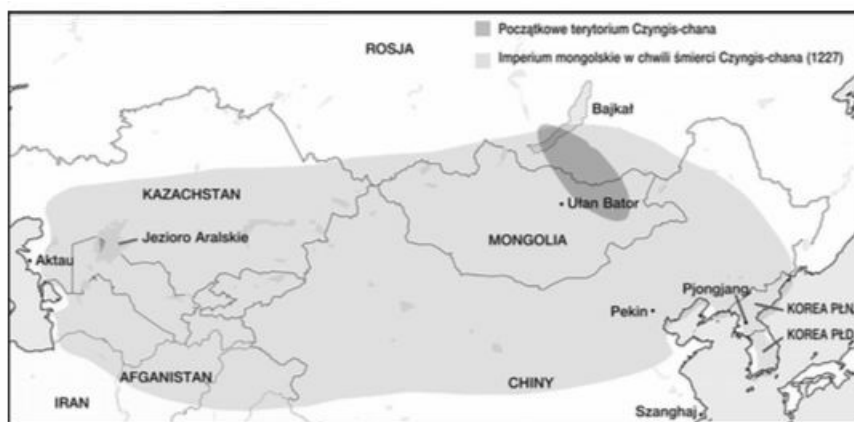 Początkowe terytorium Czyngis-chana
Imperium mongolskie w chwili śmierci Czyngis-chana (1227)
ROSJA
Bajkał
KAZACHSTAN
Ułan Bator
MONGOLIA
Jezioro Aralskie
Aktau
Pjongjang
Pekin
KOREA PŁN
KOREA PŁD
AFGANISTAN
CHINY
IRAN
Szanghaj